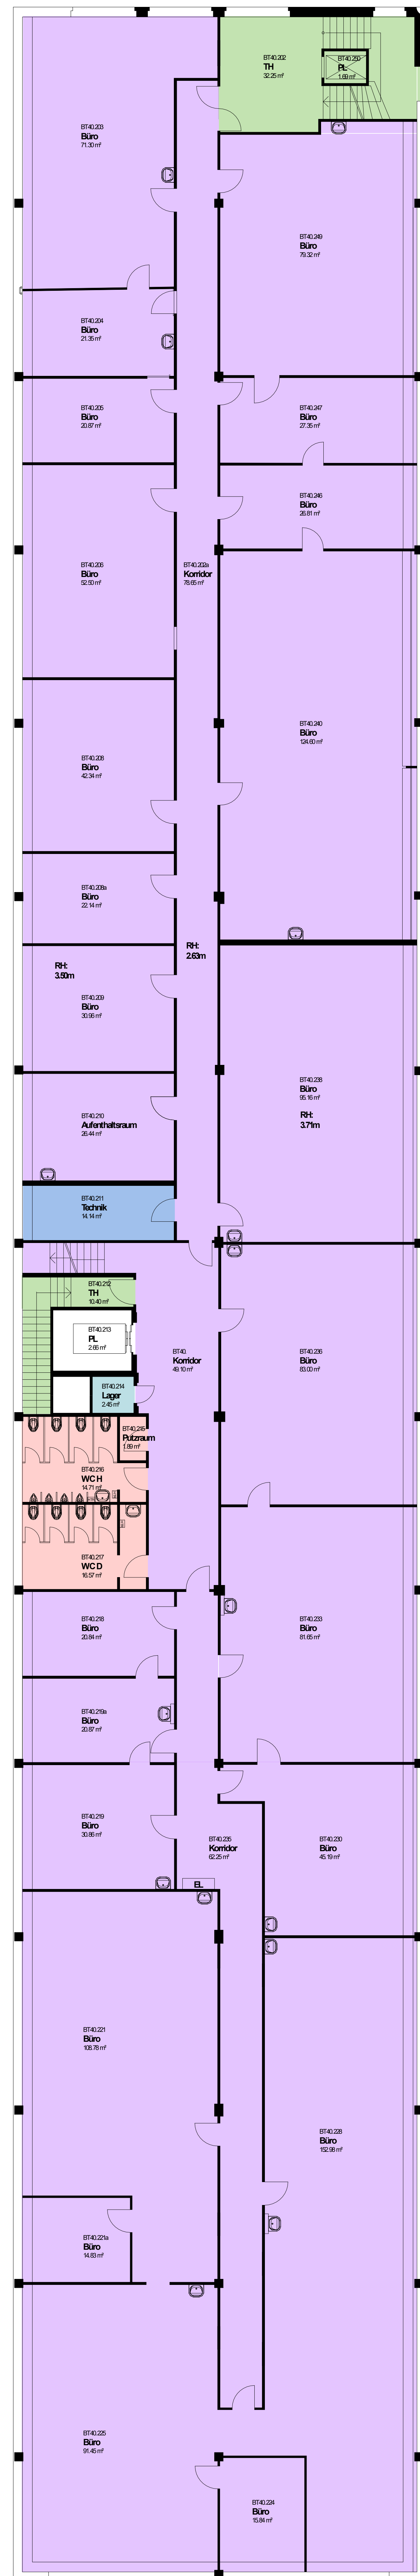 BT40.202
TH
32.25 m²
BT40.250
PL
1.69 m²
BT40.203
Büro
71.30 m²
BT40.249
Büro
79.32 m²
BT40.204
Büro
21.35 m²
BT40.205
Büro
20.87 m²
BT40.247
Büro
27.35 m²
BT40.246
Büro
26.81 m²
BT40.206
Büro
52.50 m²
BT40.202a
Korridor
78.65 m²
BT40.240
Büro
124.60 m²
BT40.208
Büro
42.34 m²
BT40.208a
Büro
22.14 m²
RH:
2.63m
RH:
3.50m
BT40.209
Büro
30.96 m²
BT40.238
Büro
95.16 m²
RH:
3.71m
BT40.210
Aufenthaltsraum
26.44 m²
BT40.211
Technik
14.14 m²
BT40.212
TH
10.40 m²
BT40.213
PL
2.66 m²
BT40.
Korridor
49.10 m²
BT40.236
Büro
83.00 m²
BT40.214
Lager
2.45 m²
BT40.215
Putzraum
1.89 m²
BT40.216
WC H
14.71 m²
BT40.217
WC D
16.57 m²
BT40.218
Büro
20.84 m²
BT40.233
Büro
81.65 m²
BT40.219a
Büro
20.87 m²
BT40.219
Büro
30.86 m²
BT40.235
Korridor
62.25 m²
BT40.230
Büro
45.19 m²
EL
BT40.221
Büro
108.78 m²
BT40.228
Büro
152.98 m²
BT40.221a
Büro
14.83 m²
BT40.225
Büro
91.45 m²
BT40.224
Büro
15.84 m²